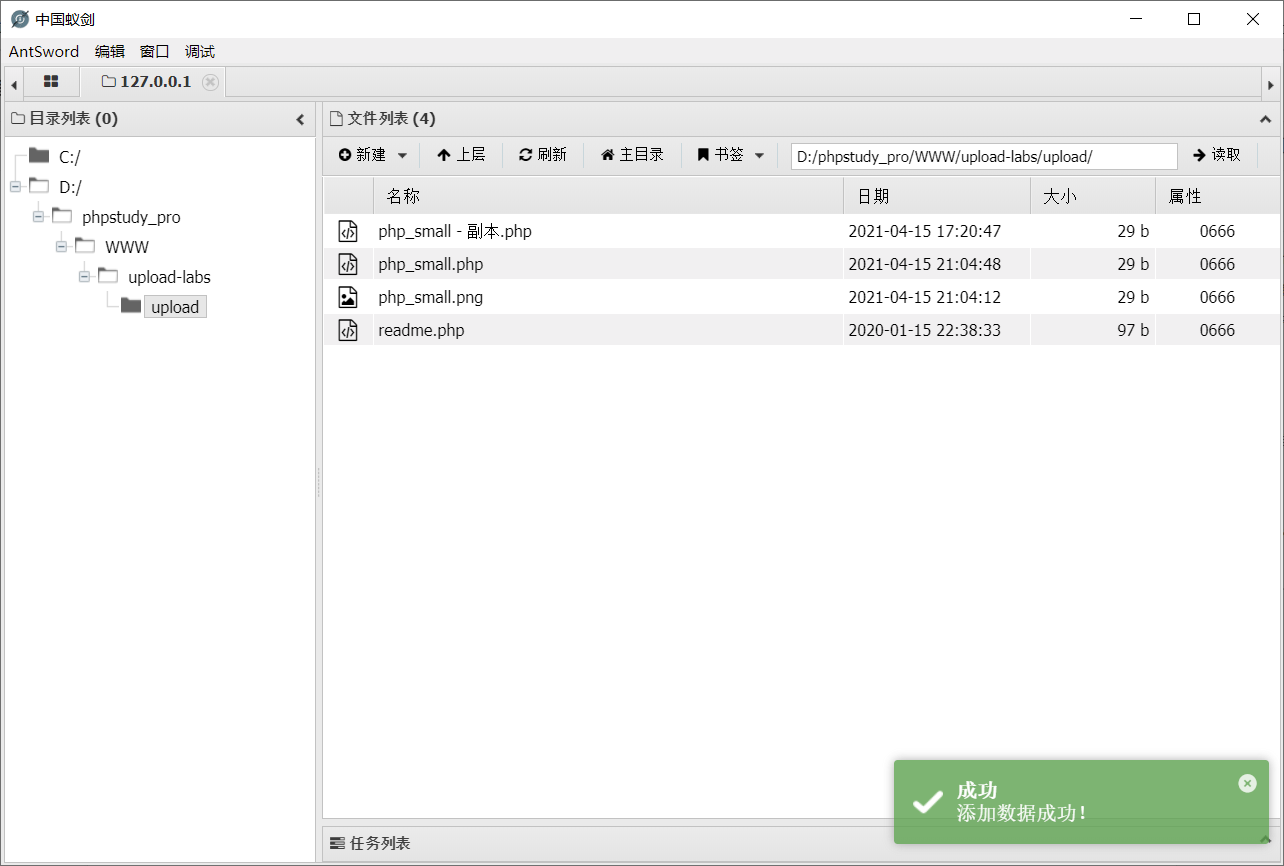 中国蚁剑
AntSword 编辑 窗口 调试
127.0.0.1
目录列表 (0)
C:/
D:/
phpstudy_pro
WWW
upload-labs
upload
文件列表 (4)
新建 上层 刷新 主目录 书签 D:/phpstudy_pro/WWW/upload-labs/upload/ 读取
名称 日期 大小 属性
php_small - 副本.php 2021-04-15 17:20:47 29 b 0666
php_small.php 2021-04-15 21:04:48 29 b 0666
php_small.png 2021-04-15 21:04:12 29 b 0666
readme.php 2020-01-15 22:38:33 97 b 0666
成功
添加数据成功!
任务列表